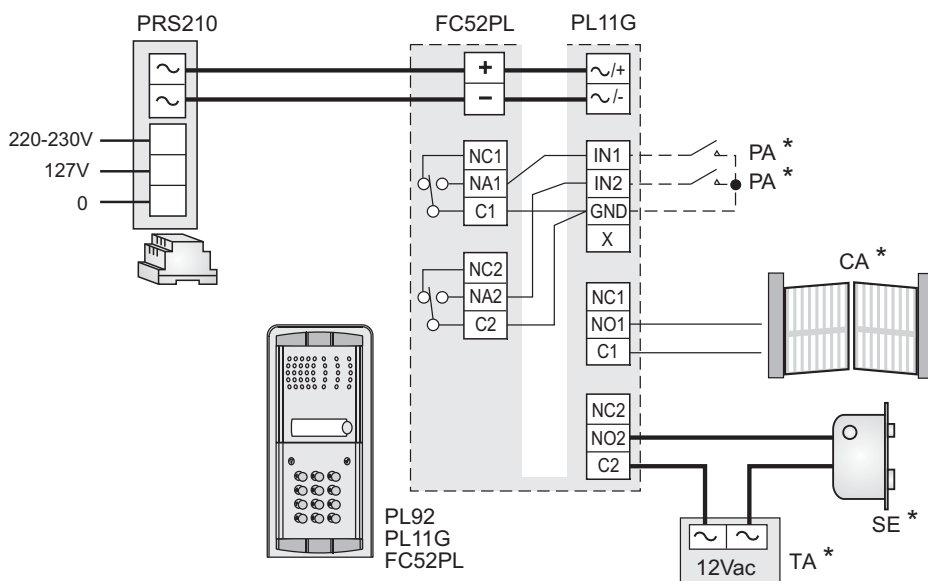 PRS210
FC52PL
PL11G
~
~
220-230V
127V
0
+
−
~/+
~/-
NC1
NA1
C1
NC2
NA2
C2
IN1
IN2
GND
X
NC1
NO1
C1
NC2
NO2
C2
PA *
PA *
CA *
SE *
~ ~
12Vac
TA *
PL92
PL11G
FC52PL